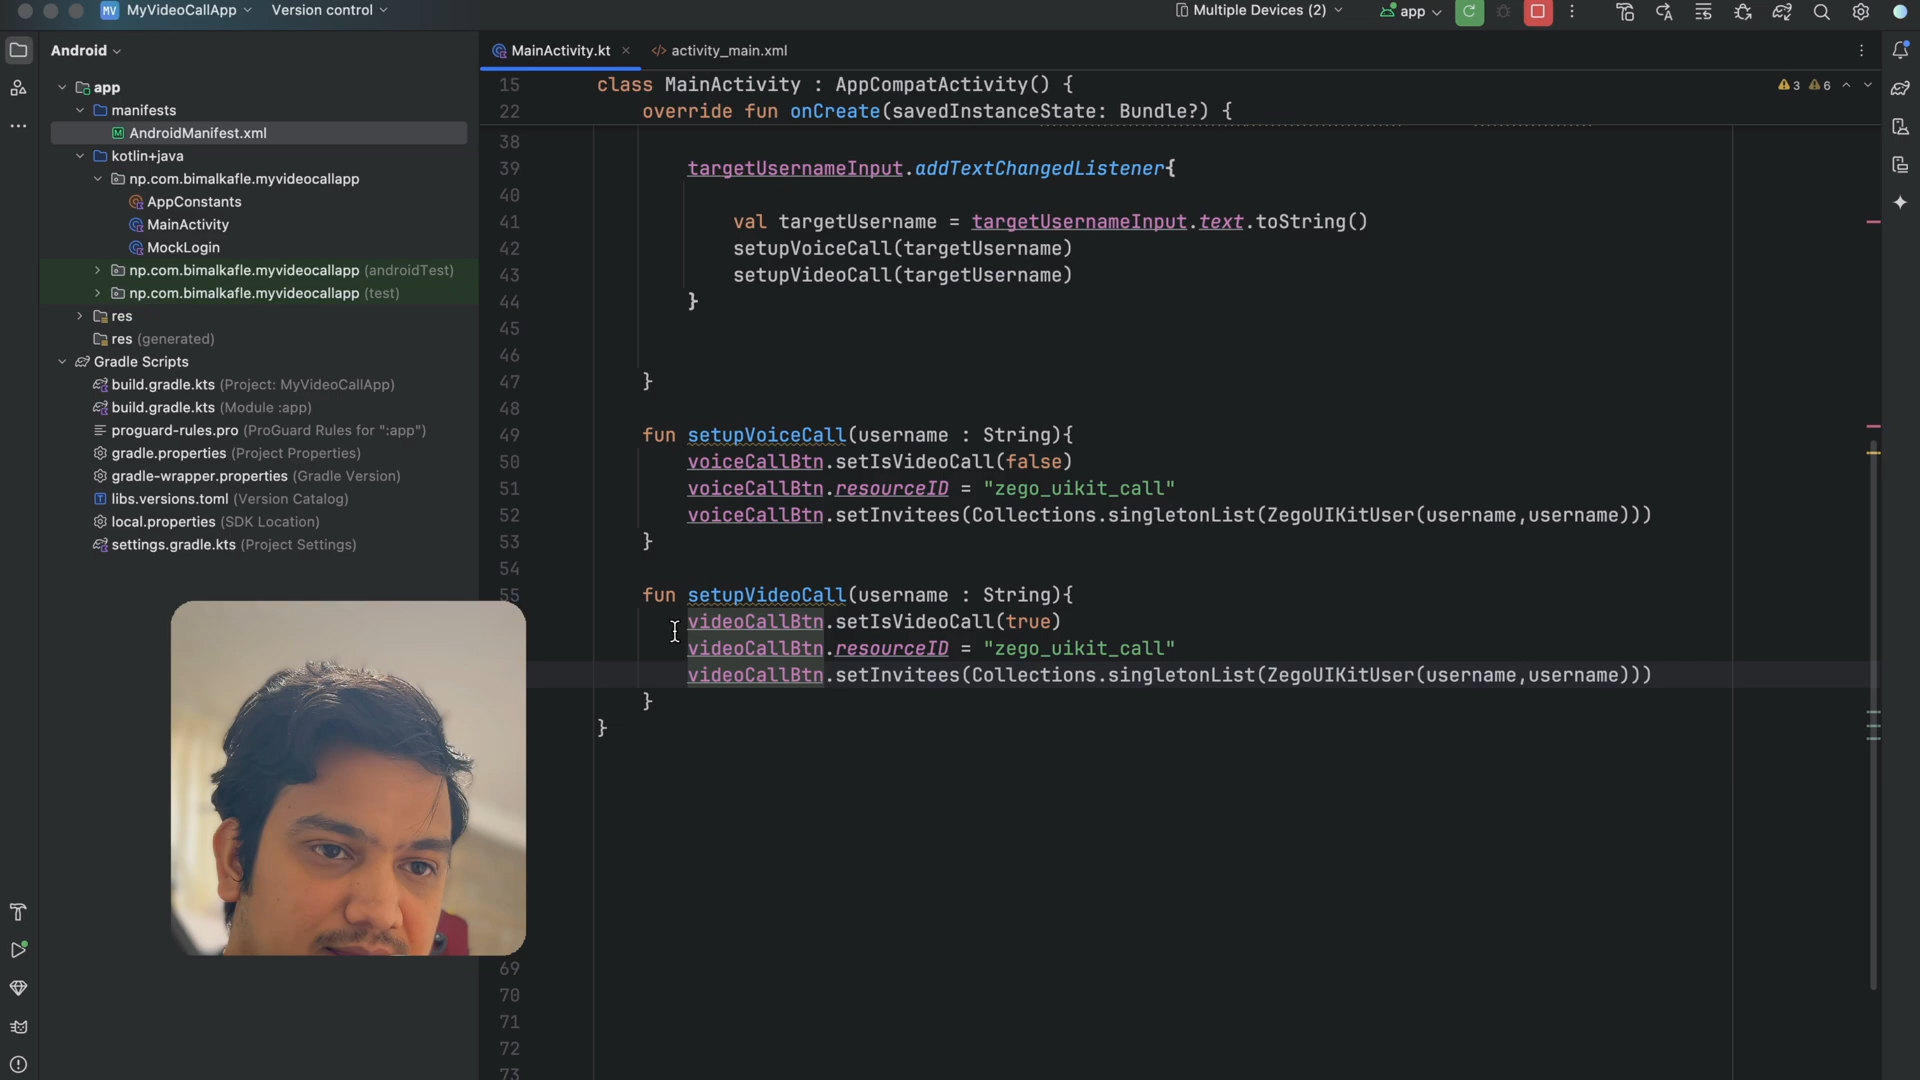 MV MyVideoCallApp Version control Multiple Devices (2) app
Android MainActivity.kt activity_main.xml
app
manifests
AndroidManifest.xml
kotlin+java
np.com.bimalkafle.myvideocallapp
AppConstants
MainActivity
MockLogin
np.com.bimalkafle.myvideocallapp (androidTest)
np.com.bimalkafle.myvideocallapp (test)
res
res (generated)
Gradle Scripts
build.gradle.kts (Project: MyVideoCallApp)
build.gradle.kts (Module :app)
proguard-rules.pro (ProGuard Rules for ":app")
gradle.properties (Project Properties)
gradle-wrapper.properties (Gradle Version)
libs.versions.toml (Version Catalog)
local.properties (SDK Location)
settings.gradle.kts (Project Settings)
15 class MainActivity : AppCompatActivity() { 3 6
22 override fun onCreate(savedInstanceState: Bundle?) {
38
39 targetUsernameInput.addTextChangedListener{
40
41 val targetUsername = targetUsernameInput.text.toString()
42 setupVoiceCall(targetUsername)
43 setupVideoCall(targetUsername)
44 }
45
46
47 }
48
49 fun setupVoiceCall(username : String){
50 voiceCallBtn.setIsVideoCall(false)
51 voiceCallBtn.resourceID = "zego_uikit_call"
52 voiceCallBtn.setInvitees(Collections.singletonList(ZegoUIKitUser(username,username)))
53 }
54
55 fun setupVideoCall(username : String){
videoCallBtn.setIsVideoCall(true)
videoCallBtn.resourceID = "zego_uikit_call"
videoCallBtn.setInvitees(Collections.singletonList(ZegoUIKitUser(username,username)))
}
}
69
70
71
72
73